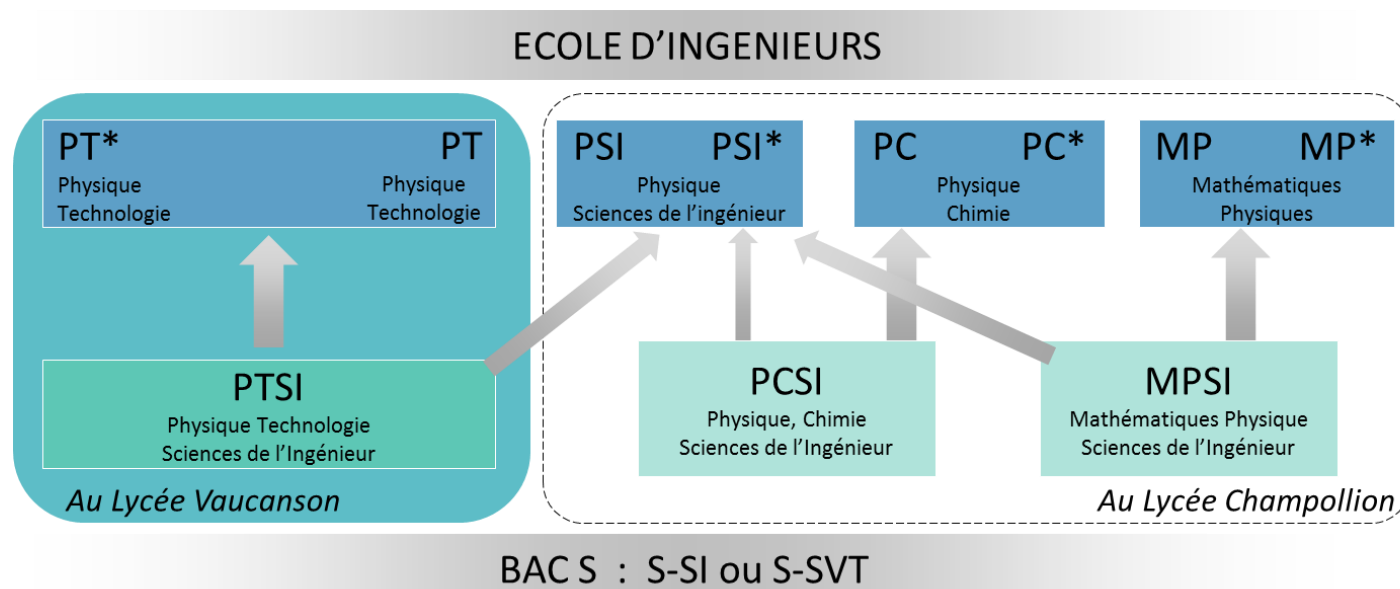 ECOLE D’INGENIEURS
PT* PT
Physique
Technologie
Physique
Technologie
PSI PSI*
Physique
Sciences de l’ingénieur
PC PC*
Physique
Chimie
MP MP*
Mathématiques
Physiques
PTSI
Physique Technologie
Sciences de l’Ingénieur
PCSI
Physique, Chimie
Sciences de l’Ingénieur
MPSI
Mathématiques Physique
Sciences de l’Ingénieur
Au Lycée Vaucanson
Au Lycée Champollion
BAC S : S-SI ou S-SVT